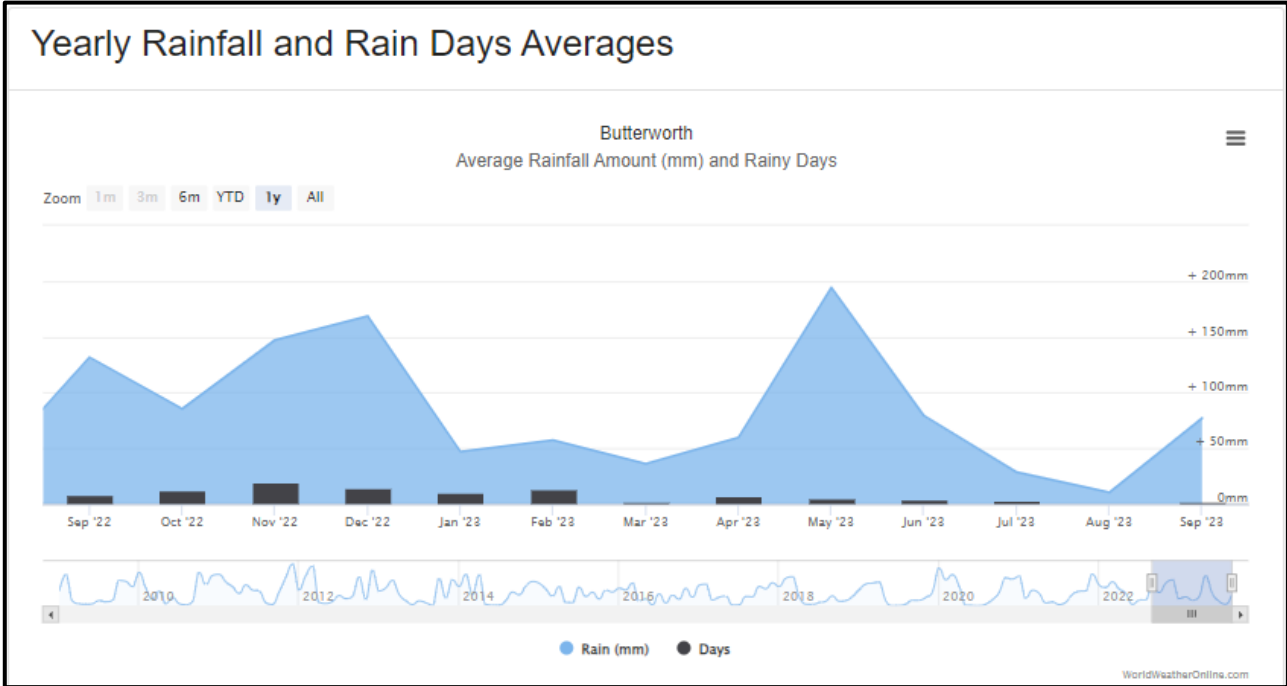 Yearly Rainfall and Rain Days Averages
Butterworth
Average Rainfall Amount (mm) and Rainy Days
Zoom 1m 3m 6m YTD 1y All
+ 200mm
+ 150mm
+ 100mm
+ 50mm
0mm
Sep '22 Oct '22 Nov '22 Dec '22 Jan '23 Feb '23 Mar '23 Apr '23 May '23 Jun '23 Jul '23 Aug '23 Sep '23
2010 2012 2014 2016 2018 2020 2022
Rain (mm) Days
WorldWeatherOnline.com